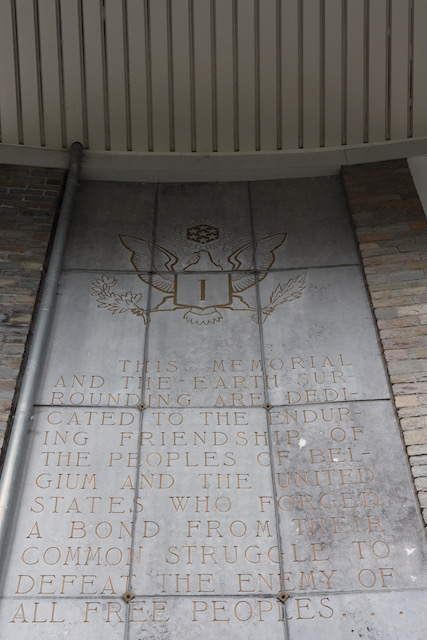 I
THIS MEMORIAL
AND THE EARTH SUR-
ROUNDING ARE DEDI-
CATED TO THE ENDUR-
ING FRIENDSHIP OF
THE PEOPLES OF BEL-
GIUM AND THE UNITED
STATES WHO FORGED
A BOND FROM THEIR
COMMON STRUGGLE TO
DEFEAT THE ENEMY OF
ALL FREE PEOPLES.